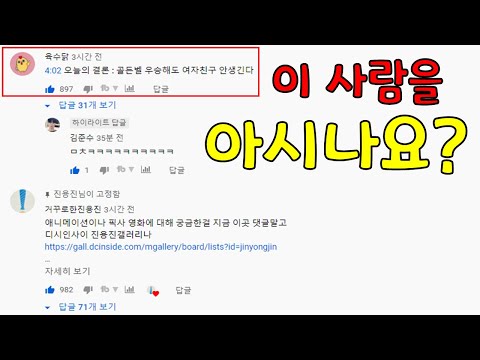 육수닭 3시간 전
4:02 오늘의 결론 : 골든벨 우승해도 여자친구 안생긴다
897 답글
답글 31개 보기
하이라이트 답글
김준수 35분 전
ㅁㅊㅋㅋㅋㅋㅋㅋㅋㅋㅋㅋㅋ
1 답글
진용진님이 고정함
거꾸로한진용진 3시간 전
애니메이션이나 픽사 영화에 대해 궁금한걸 지금 이곳 댓글말고
디시인사이 진용진갤러리나
https://gall.dcinside.com/mgallery/board/lists?id=jinyongjin
...
자세히 보기
982 답글
답글 71개 보기
이 사람을
아시나요?